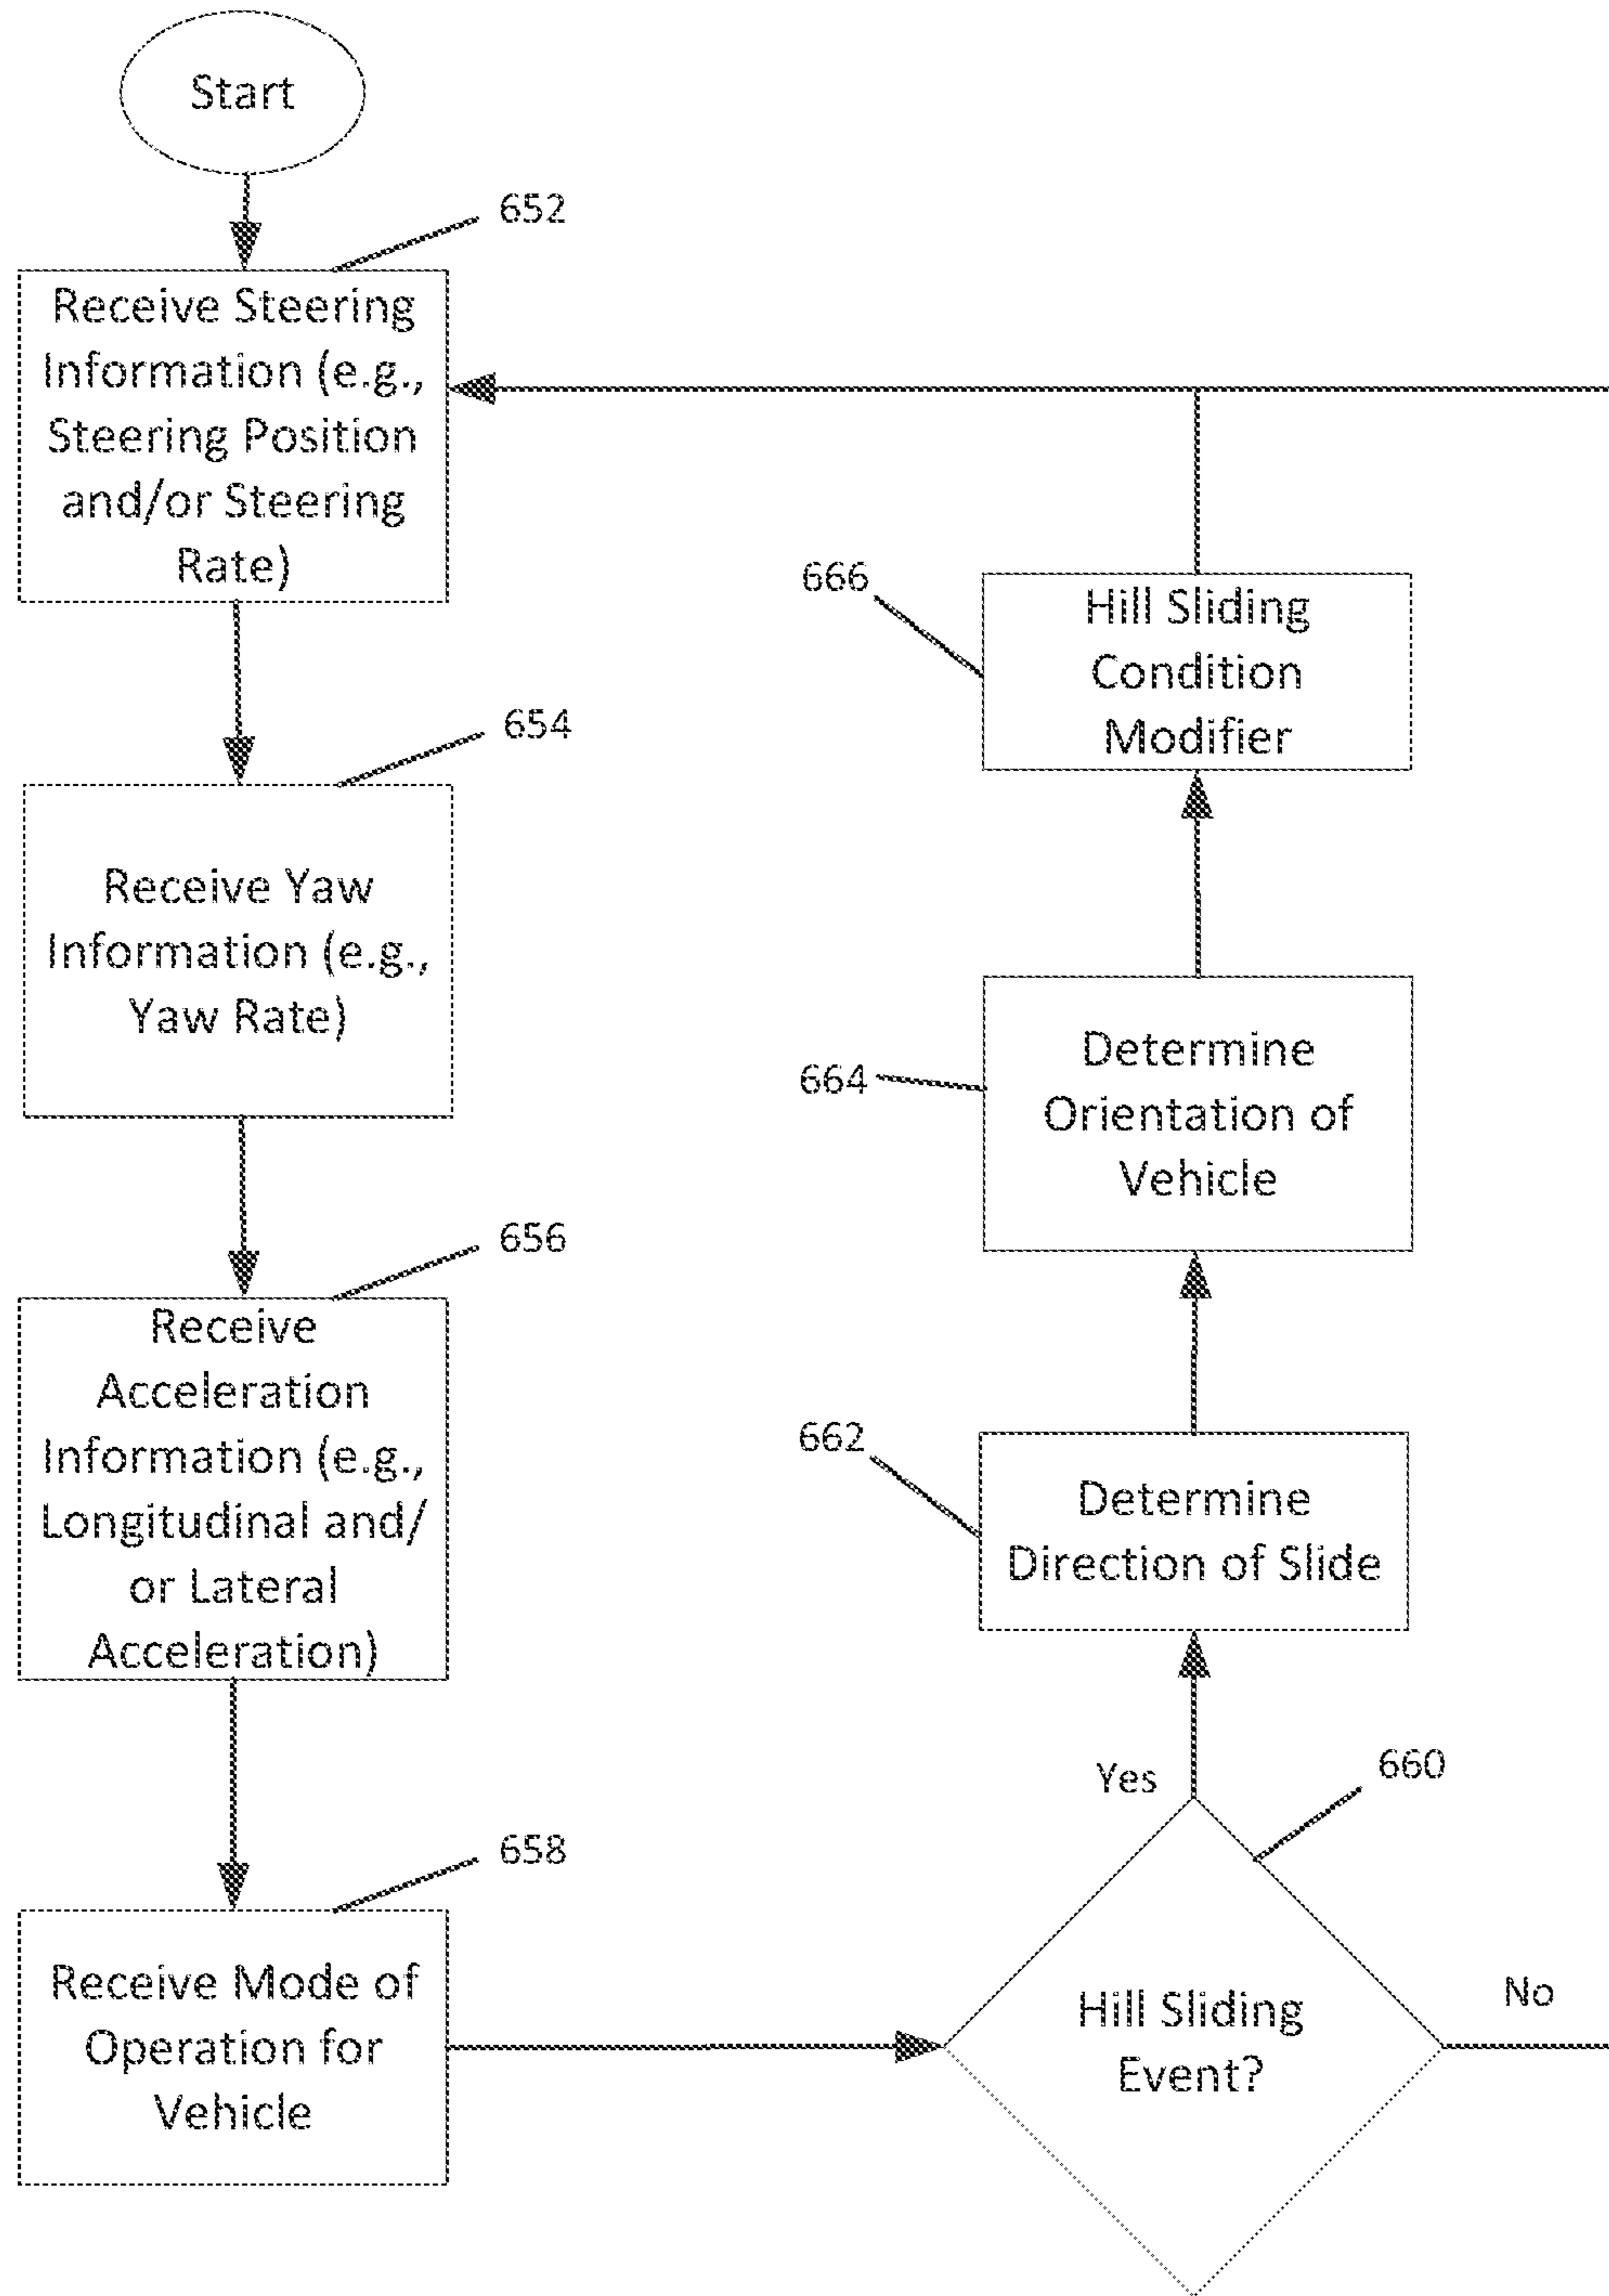 Start
652
Receive Steering
Information (e.g.,
Steering Position
and/or Steering
Rate)
654
Receive Yaw
Information (e.g.,
Yaw Rate)
656
Receive
Acceleration
Information (e.g.,
Longitudinal and/
or Lateral
Acceleration)
658
Receive Mode of
Operation for
Vehicle
660
Hill Sliding
Event?
Yes
No
662
Determine
Direction of Slide
664
Determine
Orientation of
Vehicle
666
Hill Sliding
Condition
Modifier